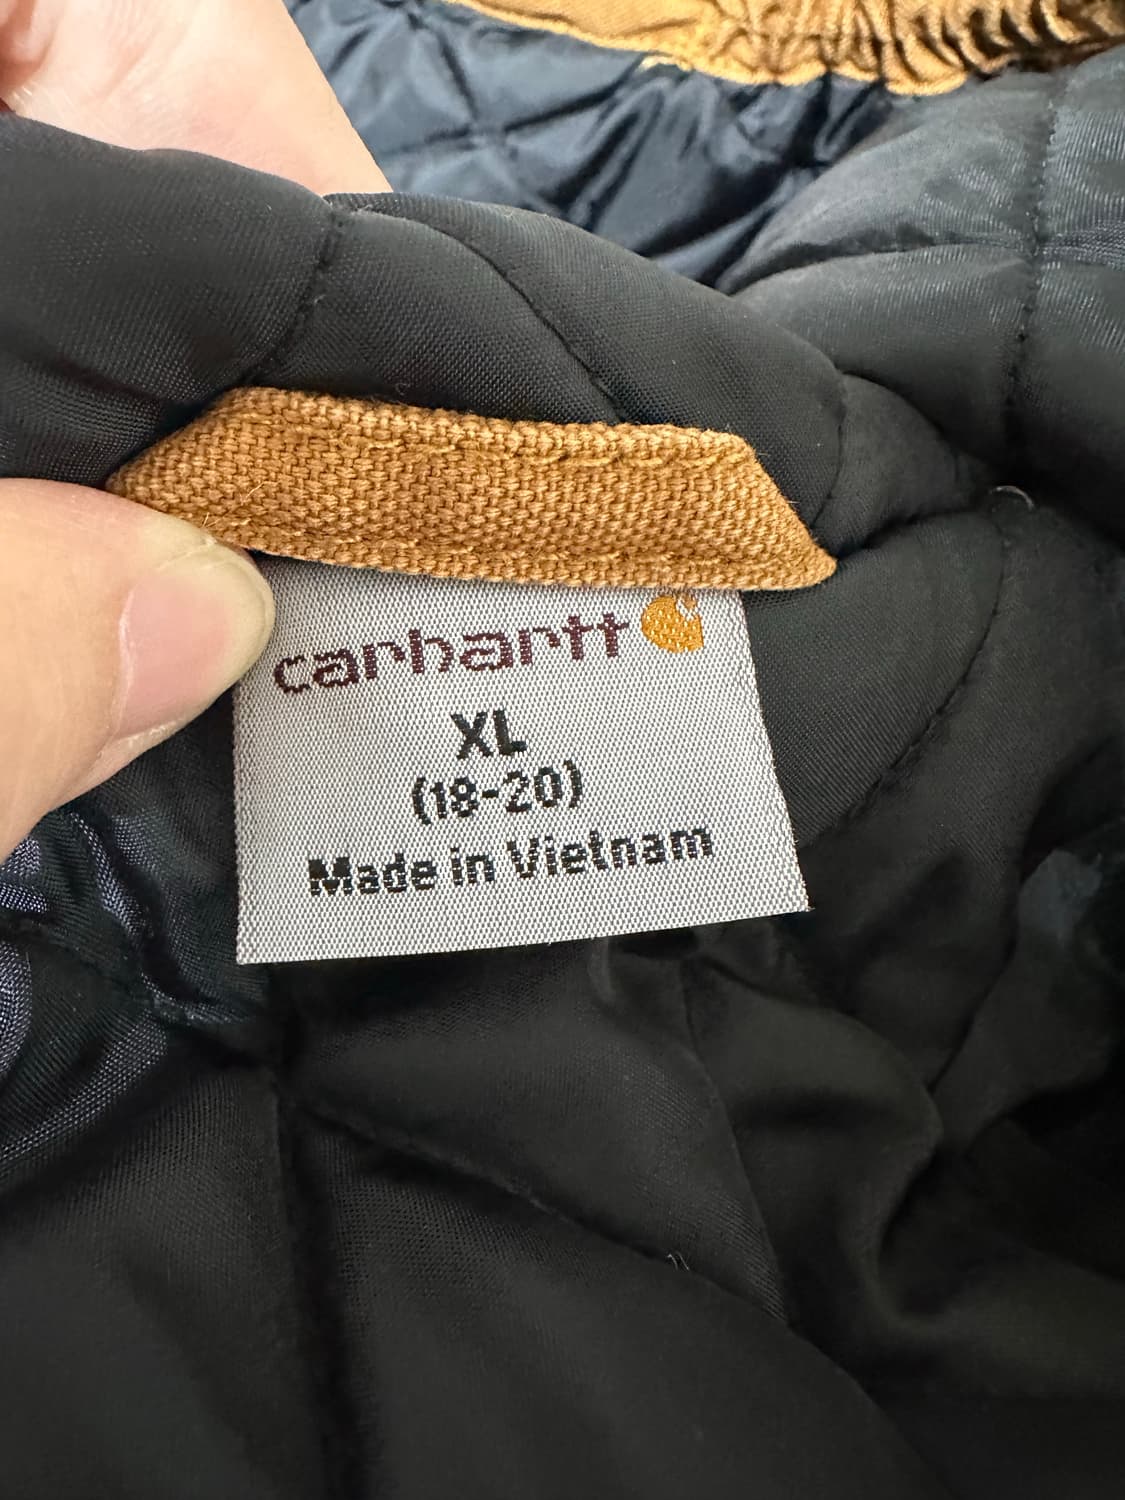 carhartt
XL
(18-20)
Made in Vietnam